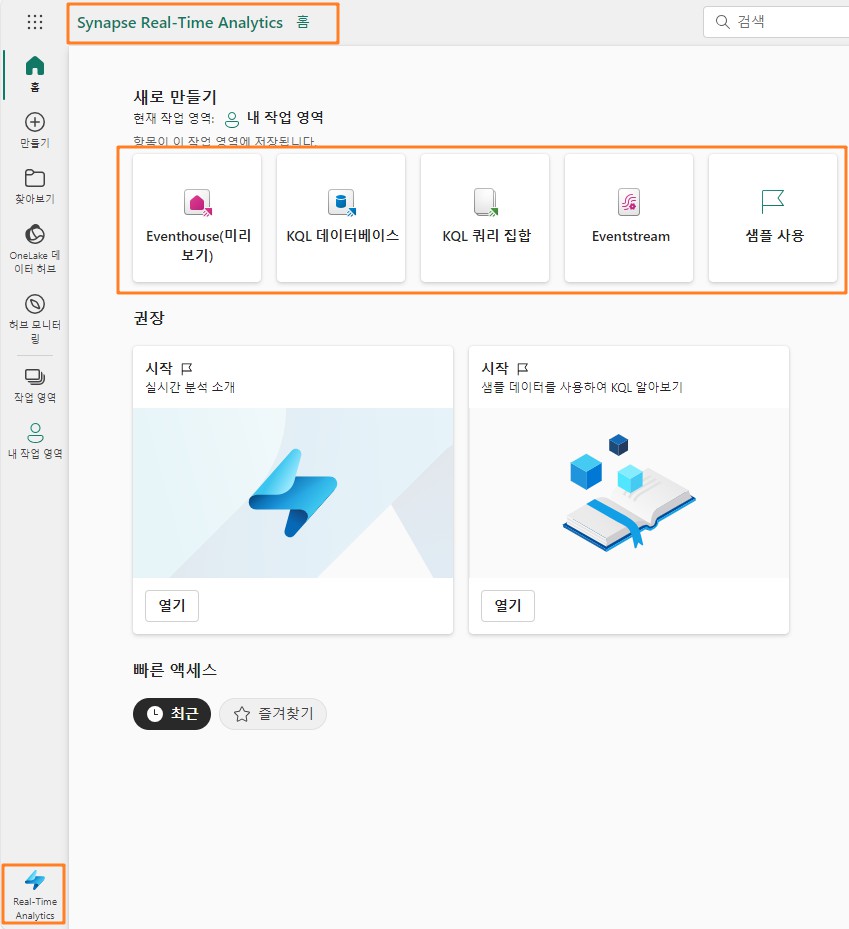 Synapse Real-Time Analytics 홈
검색
홈
만들기
찾아보기
OneLake 데
이터 허브
허브 모니터
링
작업 영역
내 작업 영역
Real-Time
Analytics
새로 만들기
현재 작업 영역: 내 작업 영역
항목이 이 작업 영역에 저장됩니다.
Eventhouse(미리
보기)
KQL 데이터베이스
KQL 쿼리 집합
Eventstream
샘플 사용
권장
시작
실시간 분석 소개
열기
시작
샘플 데이터를 사용하여 KQL 알아보기
열기
빠른 액세스
최근
즐겨찾기